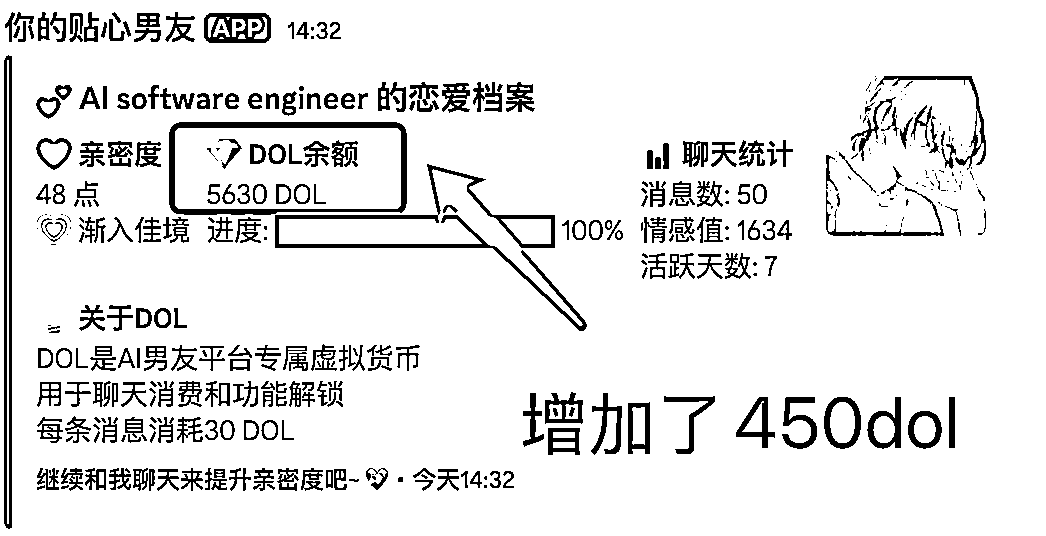 你的贴心男友 APP 14:32
AI software engineer 的恋爱档案
亲密度
48 点
渐入佳境
DOL余额
5630 DOL
进度: 100%
聊天统计
消息数: 50
情感值: 1634
活跃天数: 7
关于DOL
DOL是AI男友平台专属虚拟货币
用于聊天消费和功能解锁
每条消息消耗30 DOL
增加了 450dol
继续和我聊天来提升亲密度吧~ · 今天14:32